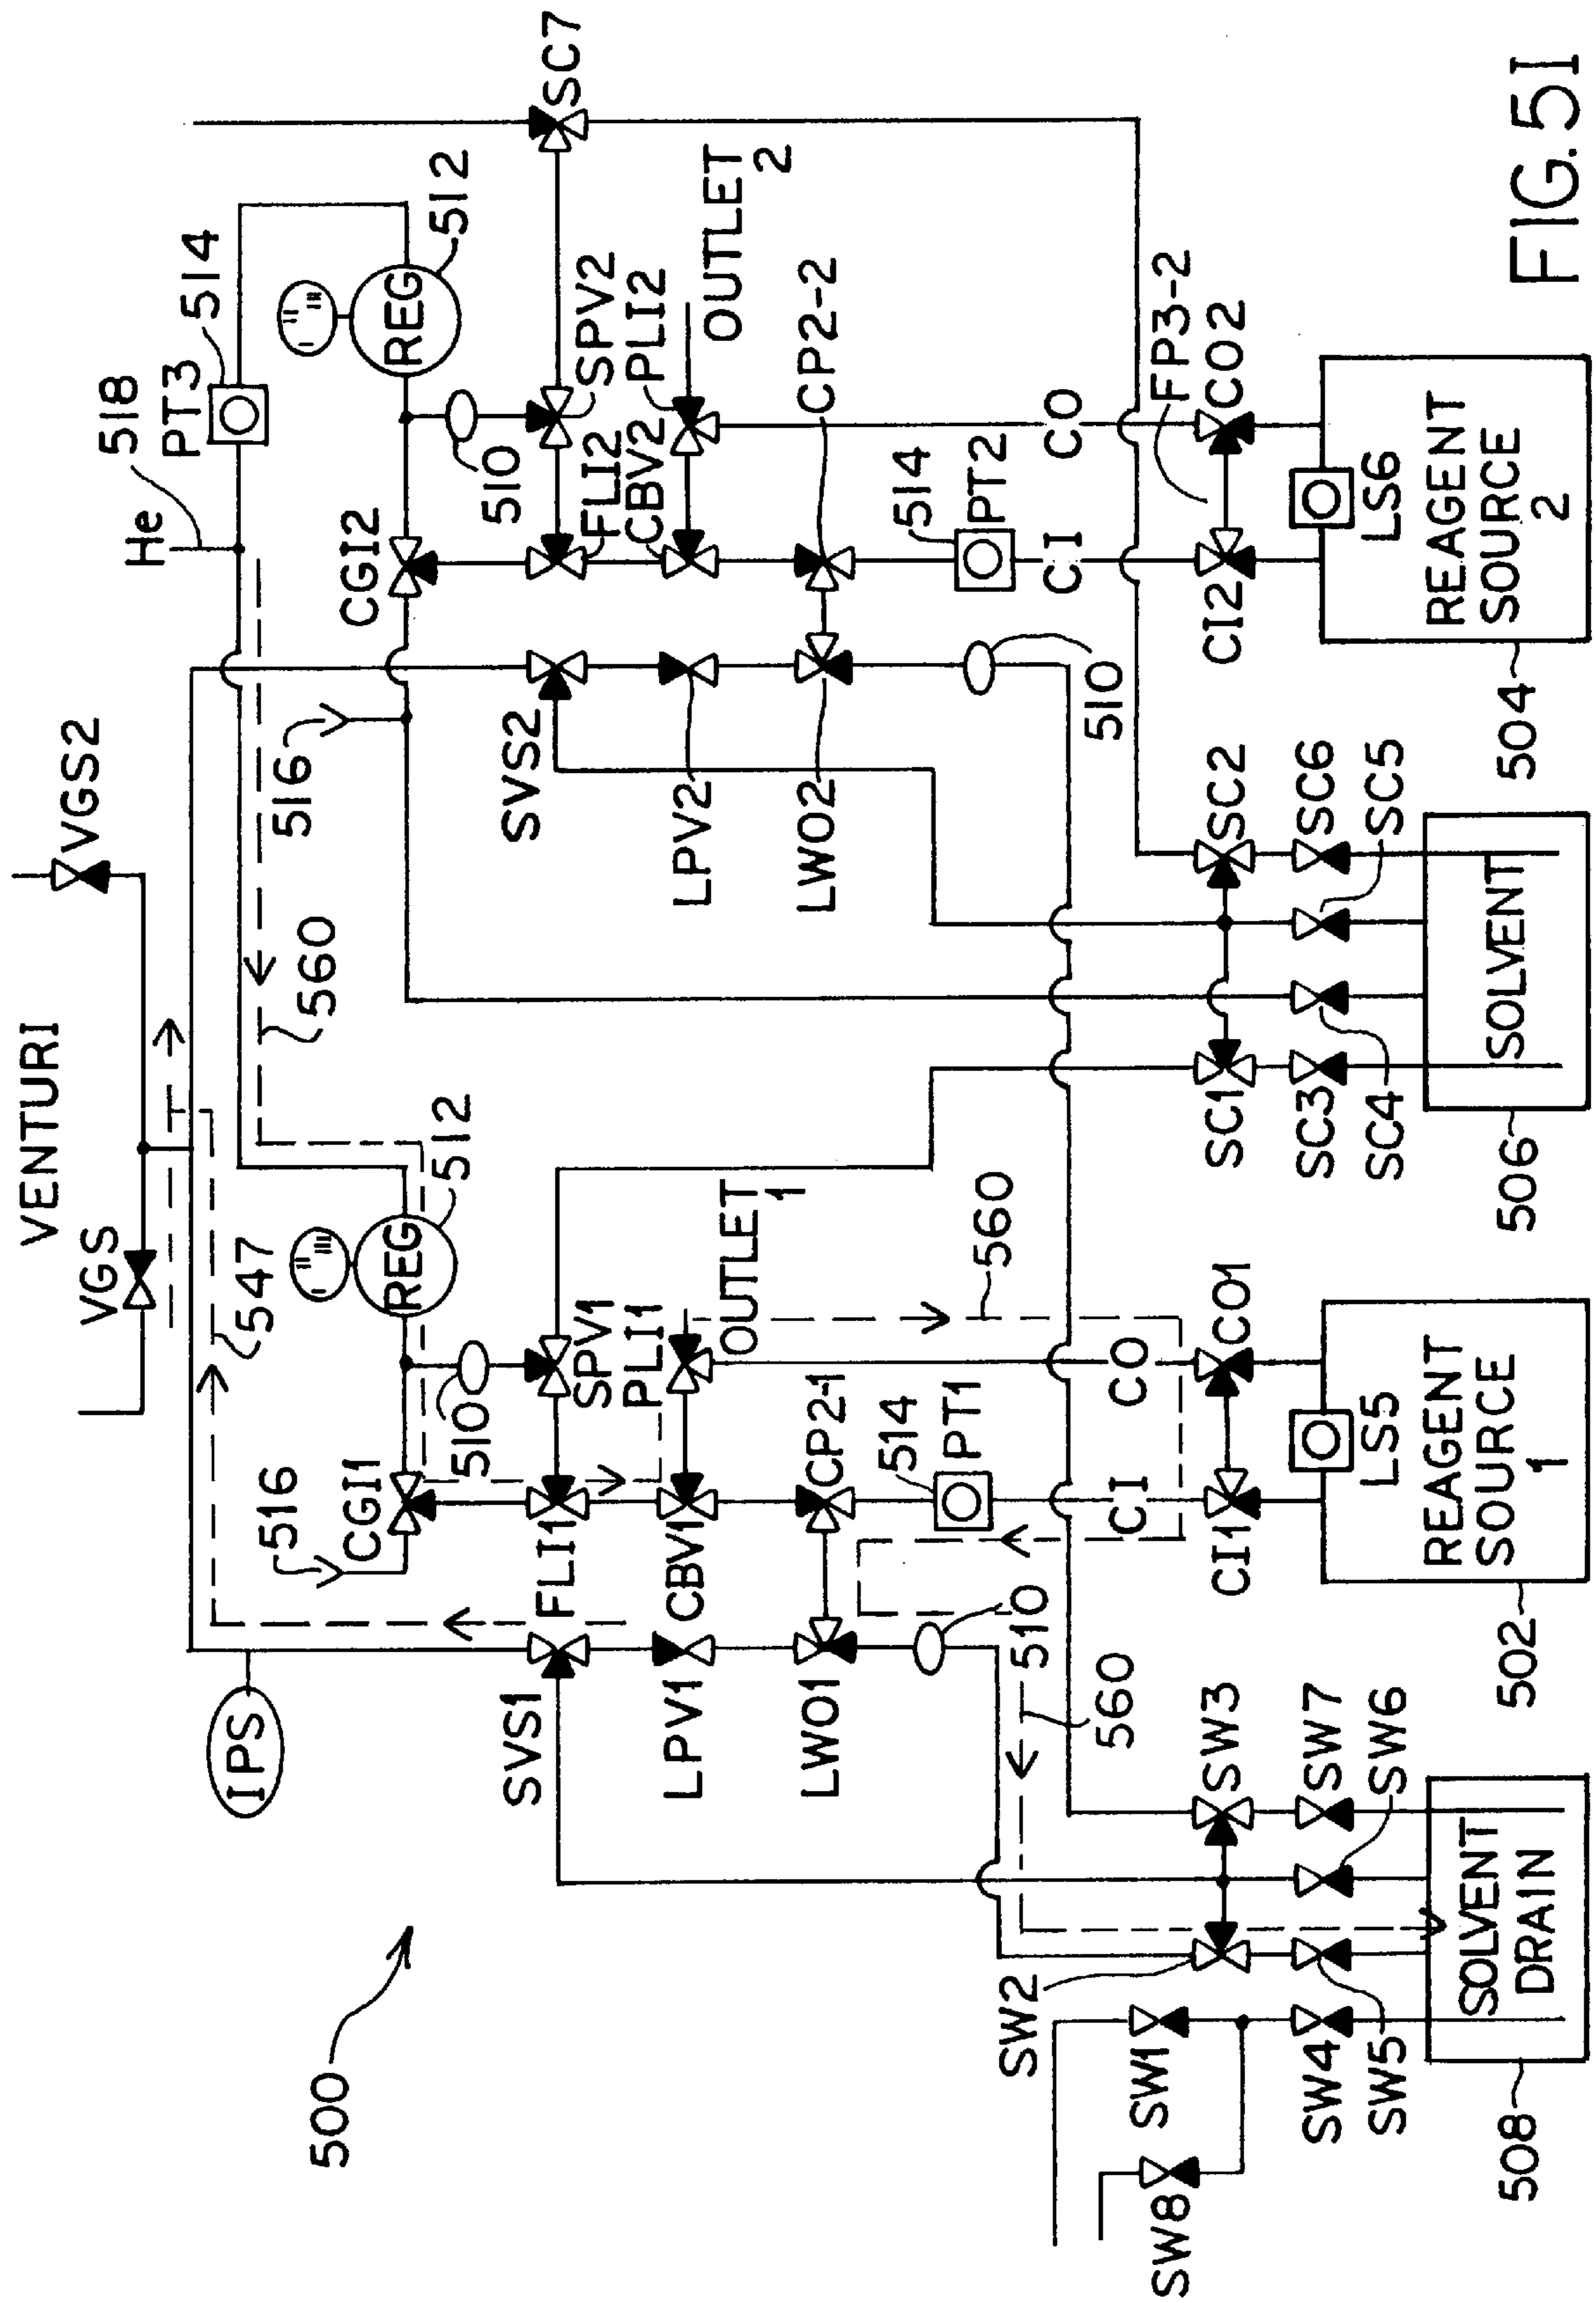 VENTURI
VGS
VGS2
He
518
PT3
514
SC7
IPS
547
516
CGI1
REG
512
560
516
CGI2
REG
512
510
510
FLI1
SPV1
SVS1
SVS2
FLI2
SPV2
LPV1
CBV1
PLI1
OUTLET
1
LPV2
CBV2
PLI2
OUTLET
2
LWO1
CP2-1
LWO2
CP2-2
514
PT1
514
PT2
510
560
510
CI
CO
CI
CO
560
FP3-2
500
SW2
SW1
SW8
SW3
CI1
CO1
SC1
SC2
CI2
CO2
SW4
SW5
SW7
SW6
LS5
SC3
SC4
SC6
SC5
LS6
SOLVENT
DRAIN
508
REAGENT
SOURCE
1
502
SOLVENT
506
REAGENT
SOURCE
2
504
FIG.5I